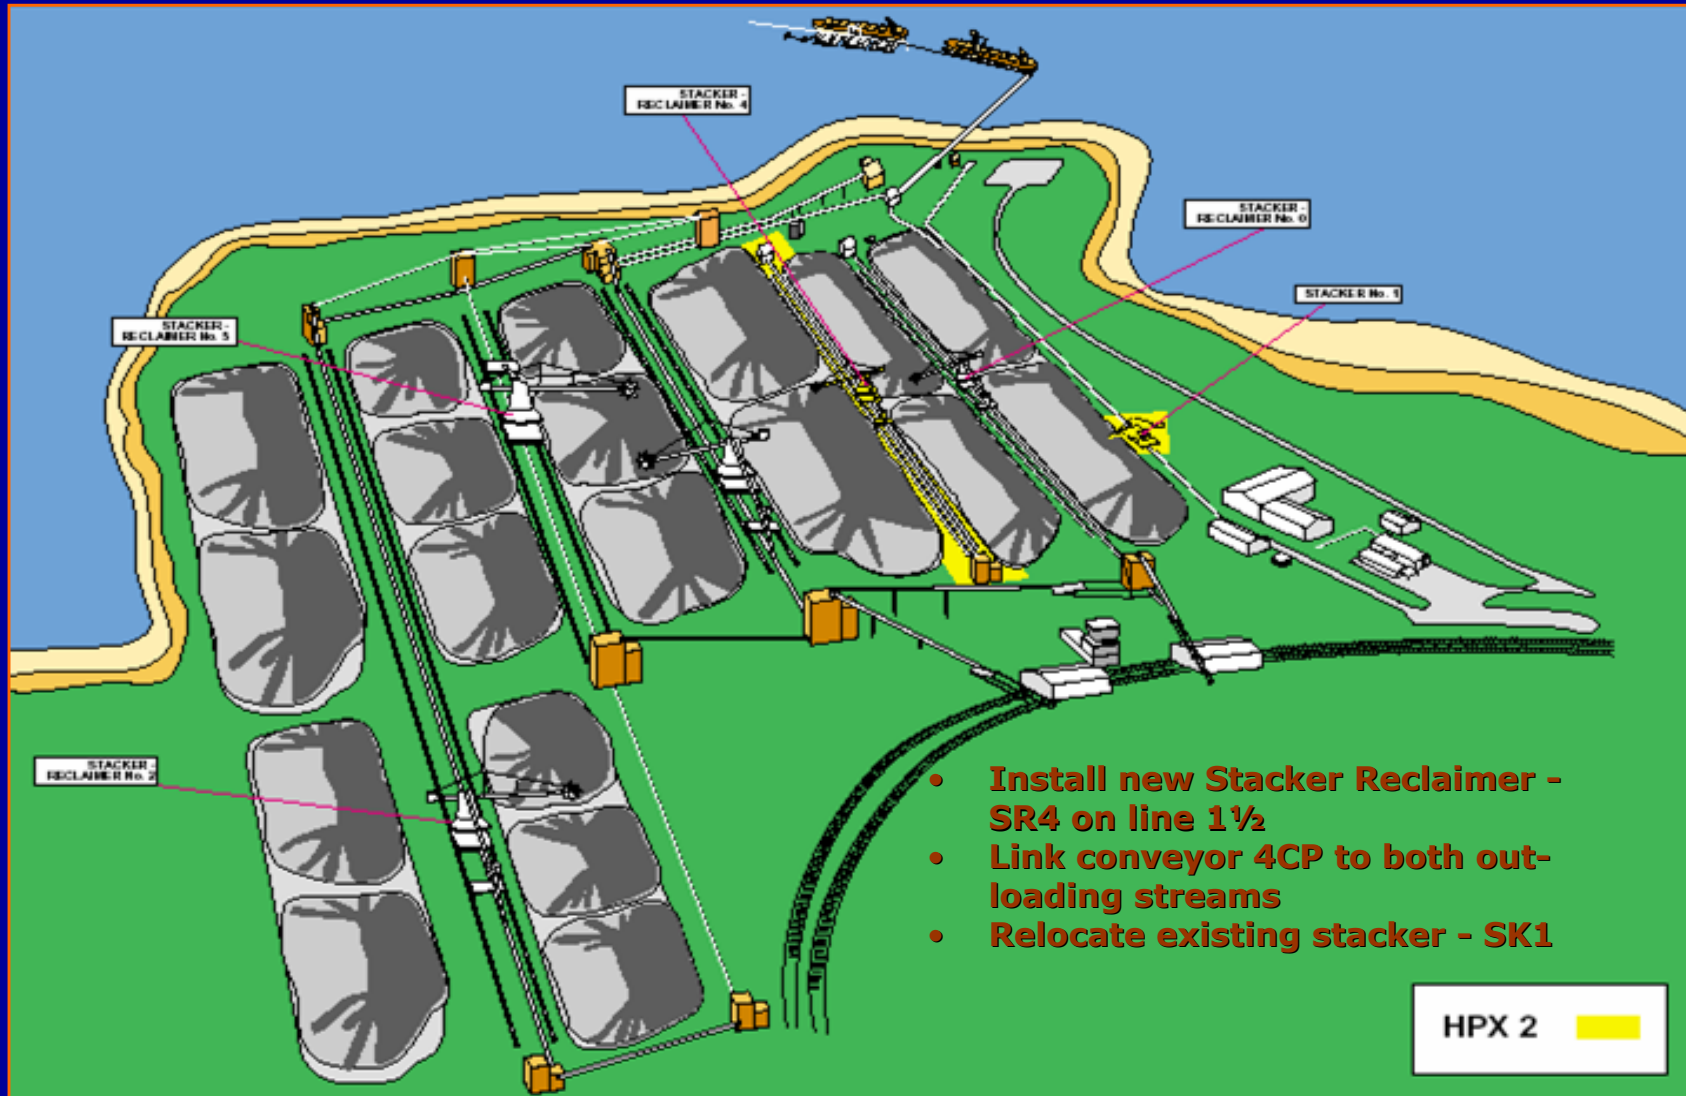 STACKER -
RECLAIMER No. 4
STACKER -
RECLAIMER No. 0
STACKER No. 1
STACKER -
RECLAIMER No. 3
STACKER -
RECLAIMER No. 2
• Install new Stacker Reclaimer -
SR4 on line 1½
• Link conveyor 4CP to both out-
loading streams
• Relocate existing stacker - SK1
HPX 2